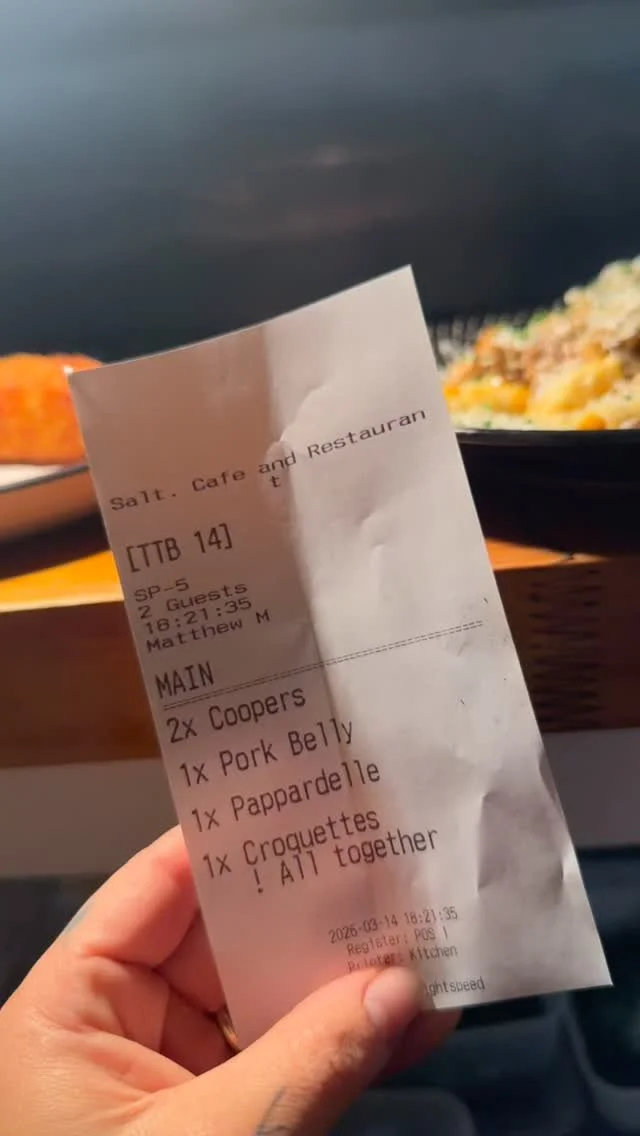 Salt. Cafe and Restauran
t
[TTB 14]
SP-5
2 Guests
18:21:35
Matthew M
MAIN
2x Coopers
1x Pork Belly
1x Pappardelle
1x Croquettes
! All together
2026-03-14 18:21:35
Register: POS 1
Printer: Kitchen
ightspeed